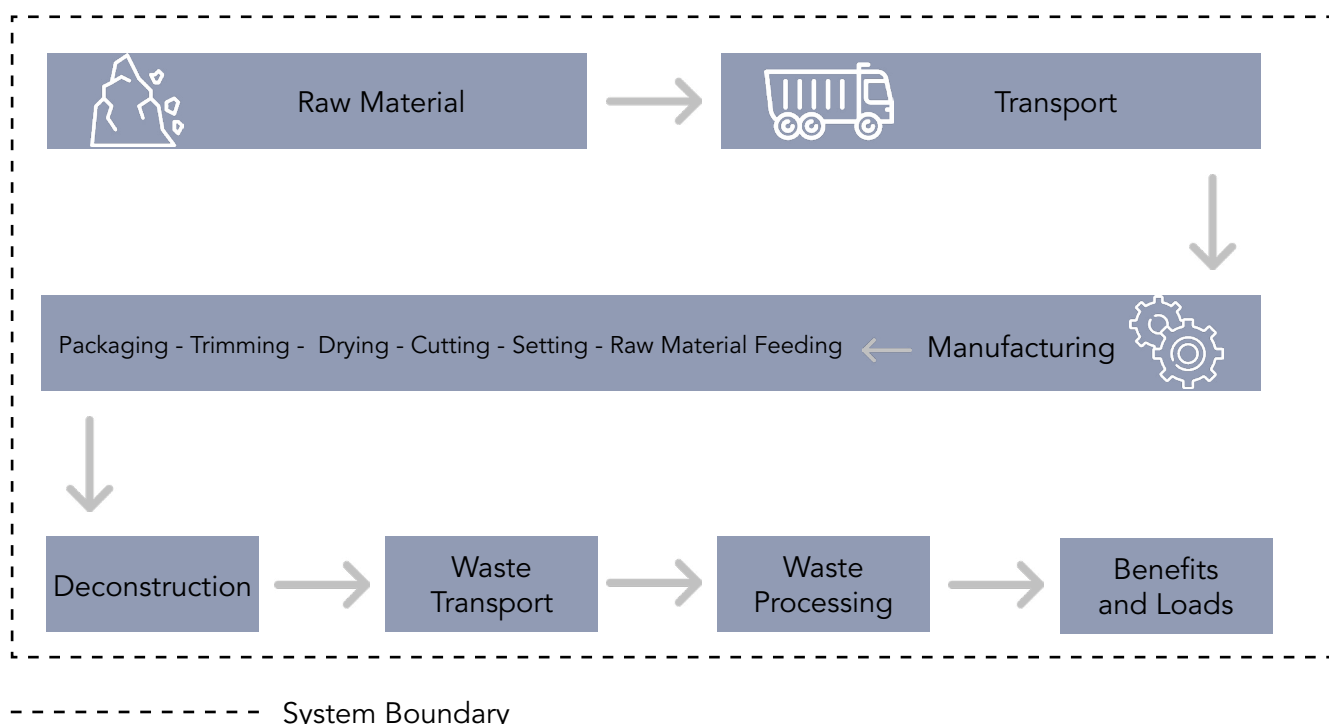 Raw Material
Transport
Packaging - Trimming - Drying - Cutting - Setting - Raw Material Feeding
Manufacturing
Deconstruction
Waste
Transport
Waste
Processing
Benefits
and Loads
System Boundary